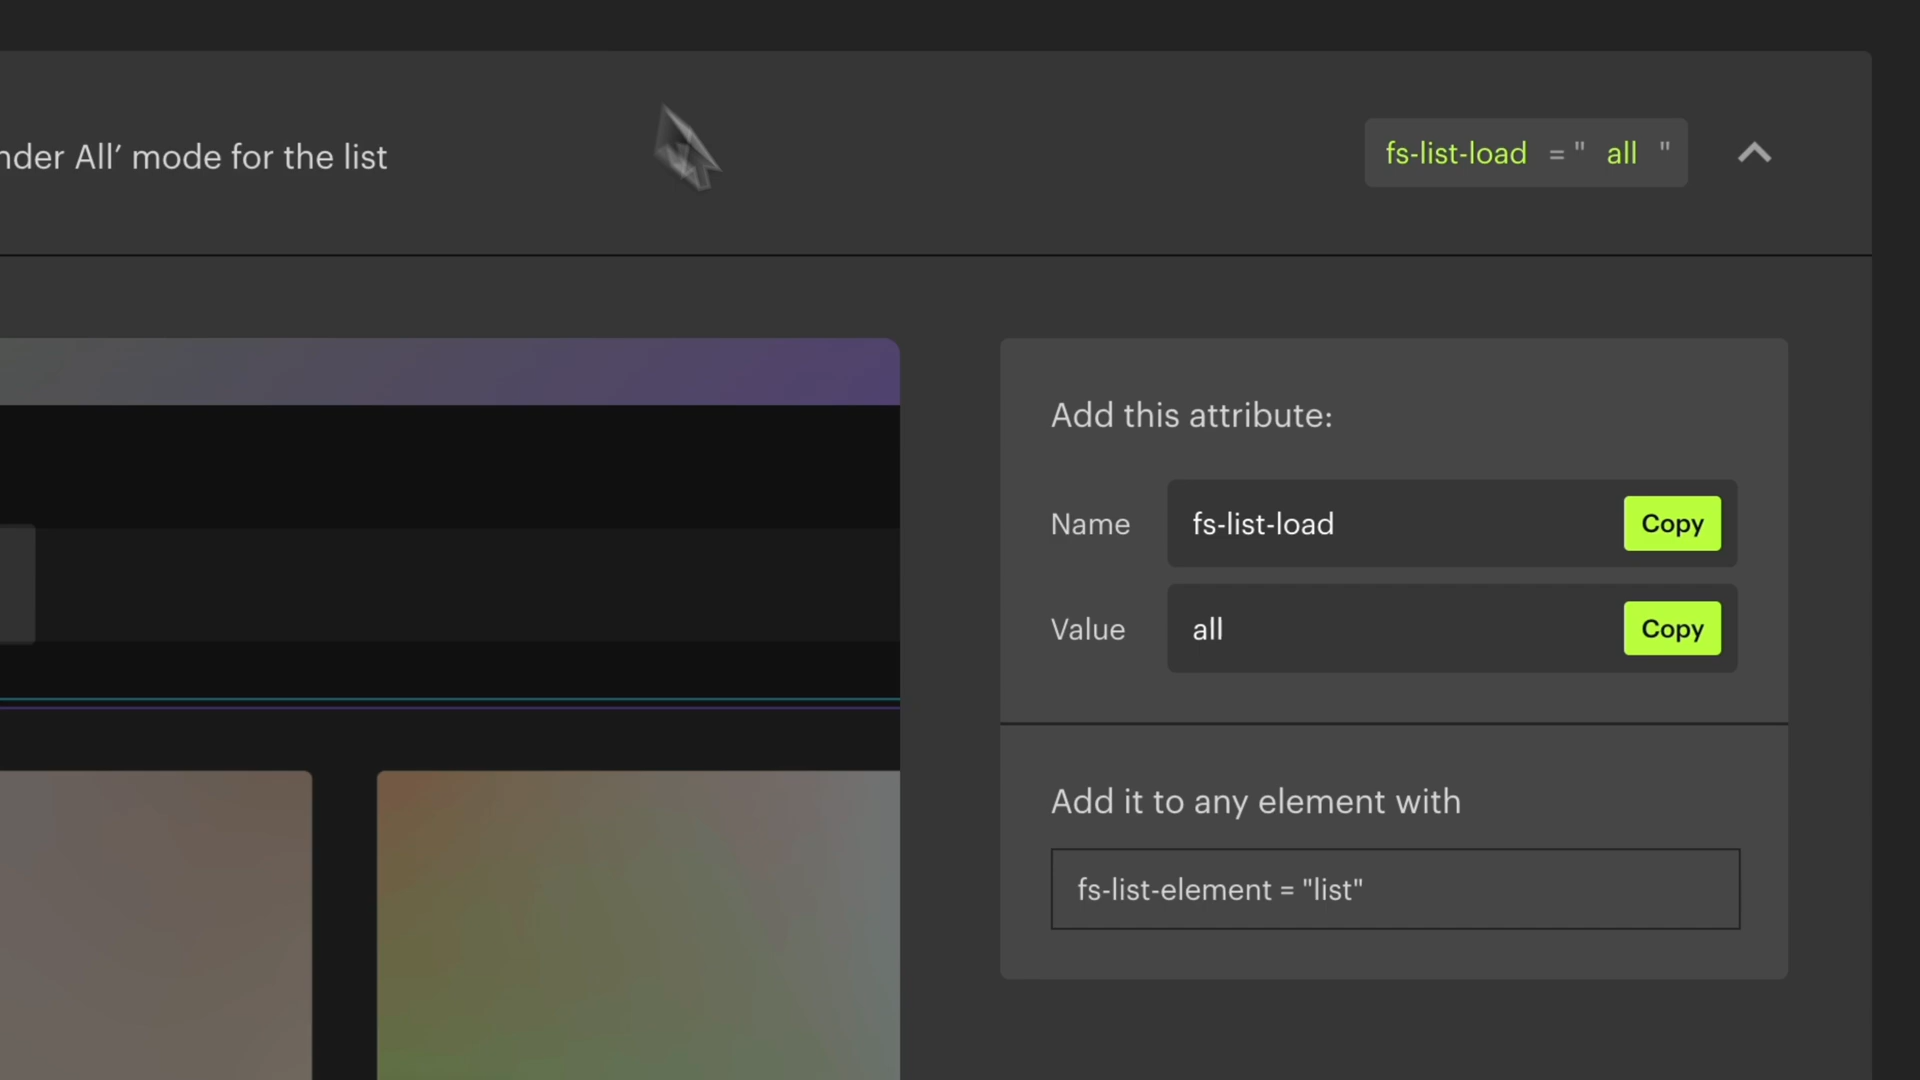 nder All’ mode for the list
fs-list-load = " all "
Add this attribute:
Name fs-list-load Copy
Value all Copy
Add it to any element with
fs-list-element = "list"